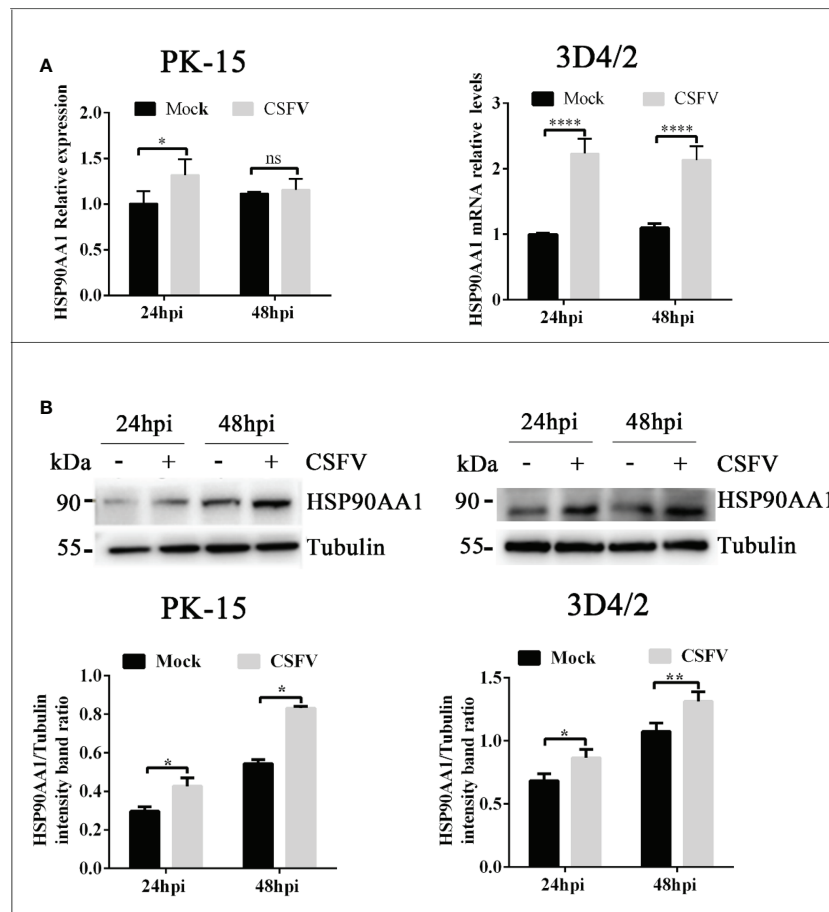 A
PK-15
Mock CSFV
HSP90AA1 Relative expression
2.0
1.5
1.0
0.5
0.0
*
ns
24hpi 48hpi
3D4/2
Mock CSFV
HSP90AA1 mRNA relative levels
3
2
1
0
****
****
24hpi 48hpi
B
24hpi 48hpi
kDa - + - + CSFV
90 HSP90AA1
55 Tubulin
24hpi 48hpi
kDa - + - + CSFV
90 HSP90AA1
55 Tubulin
PK-15
Mock CSFV
HSP90AA1/Tubulin
intensity band ratio
1.0
0.8
0.6
0.4
0.2
0.0
*
*
24hpi 48hpi
3D4/2
Mock CSFV
HSP90AA1/Tubulin
intensity band ratio
1.5
1.0
0.5
0.0
*
**
24hpi 48hpi